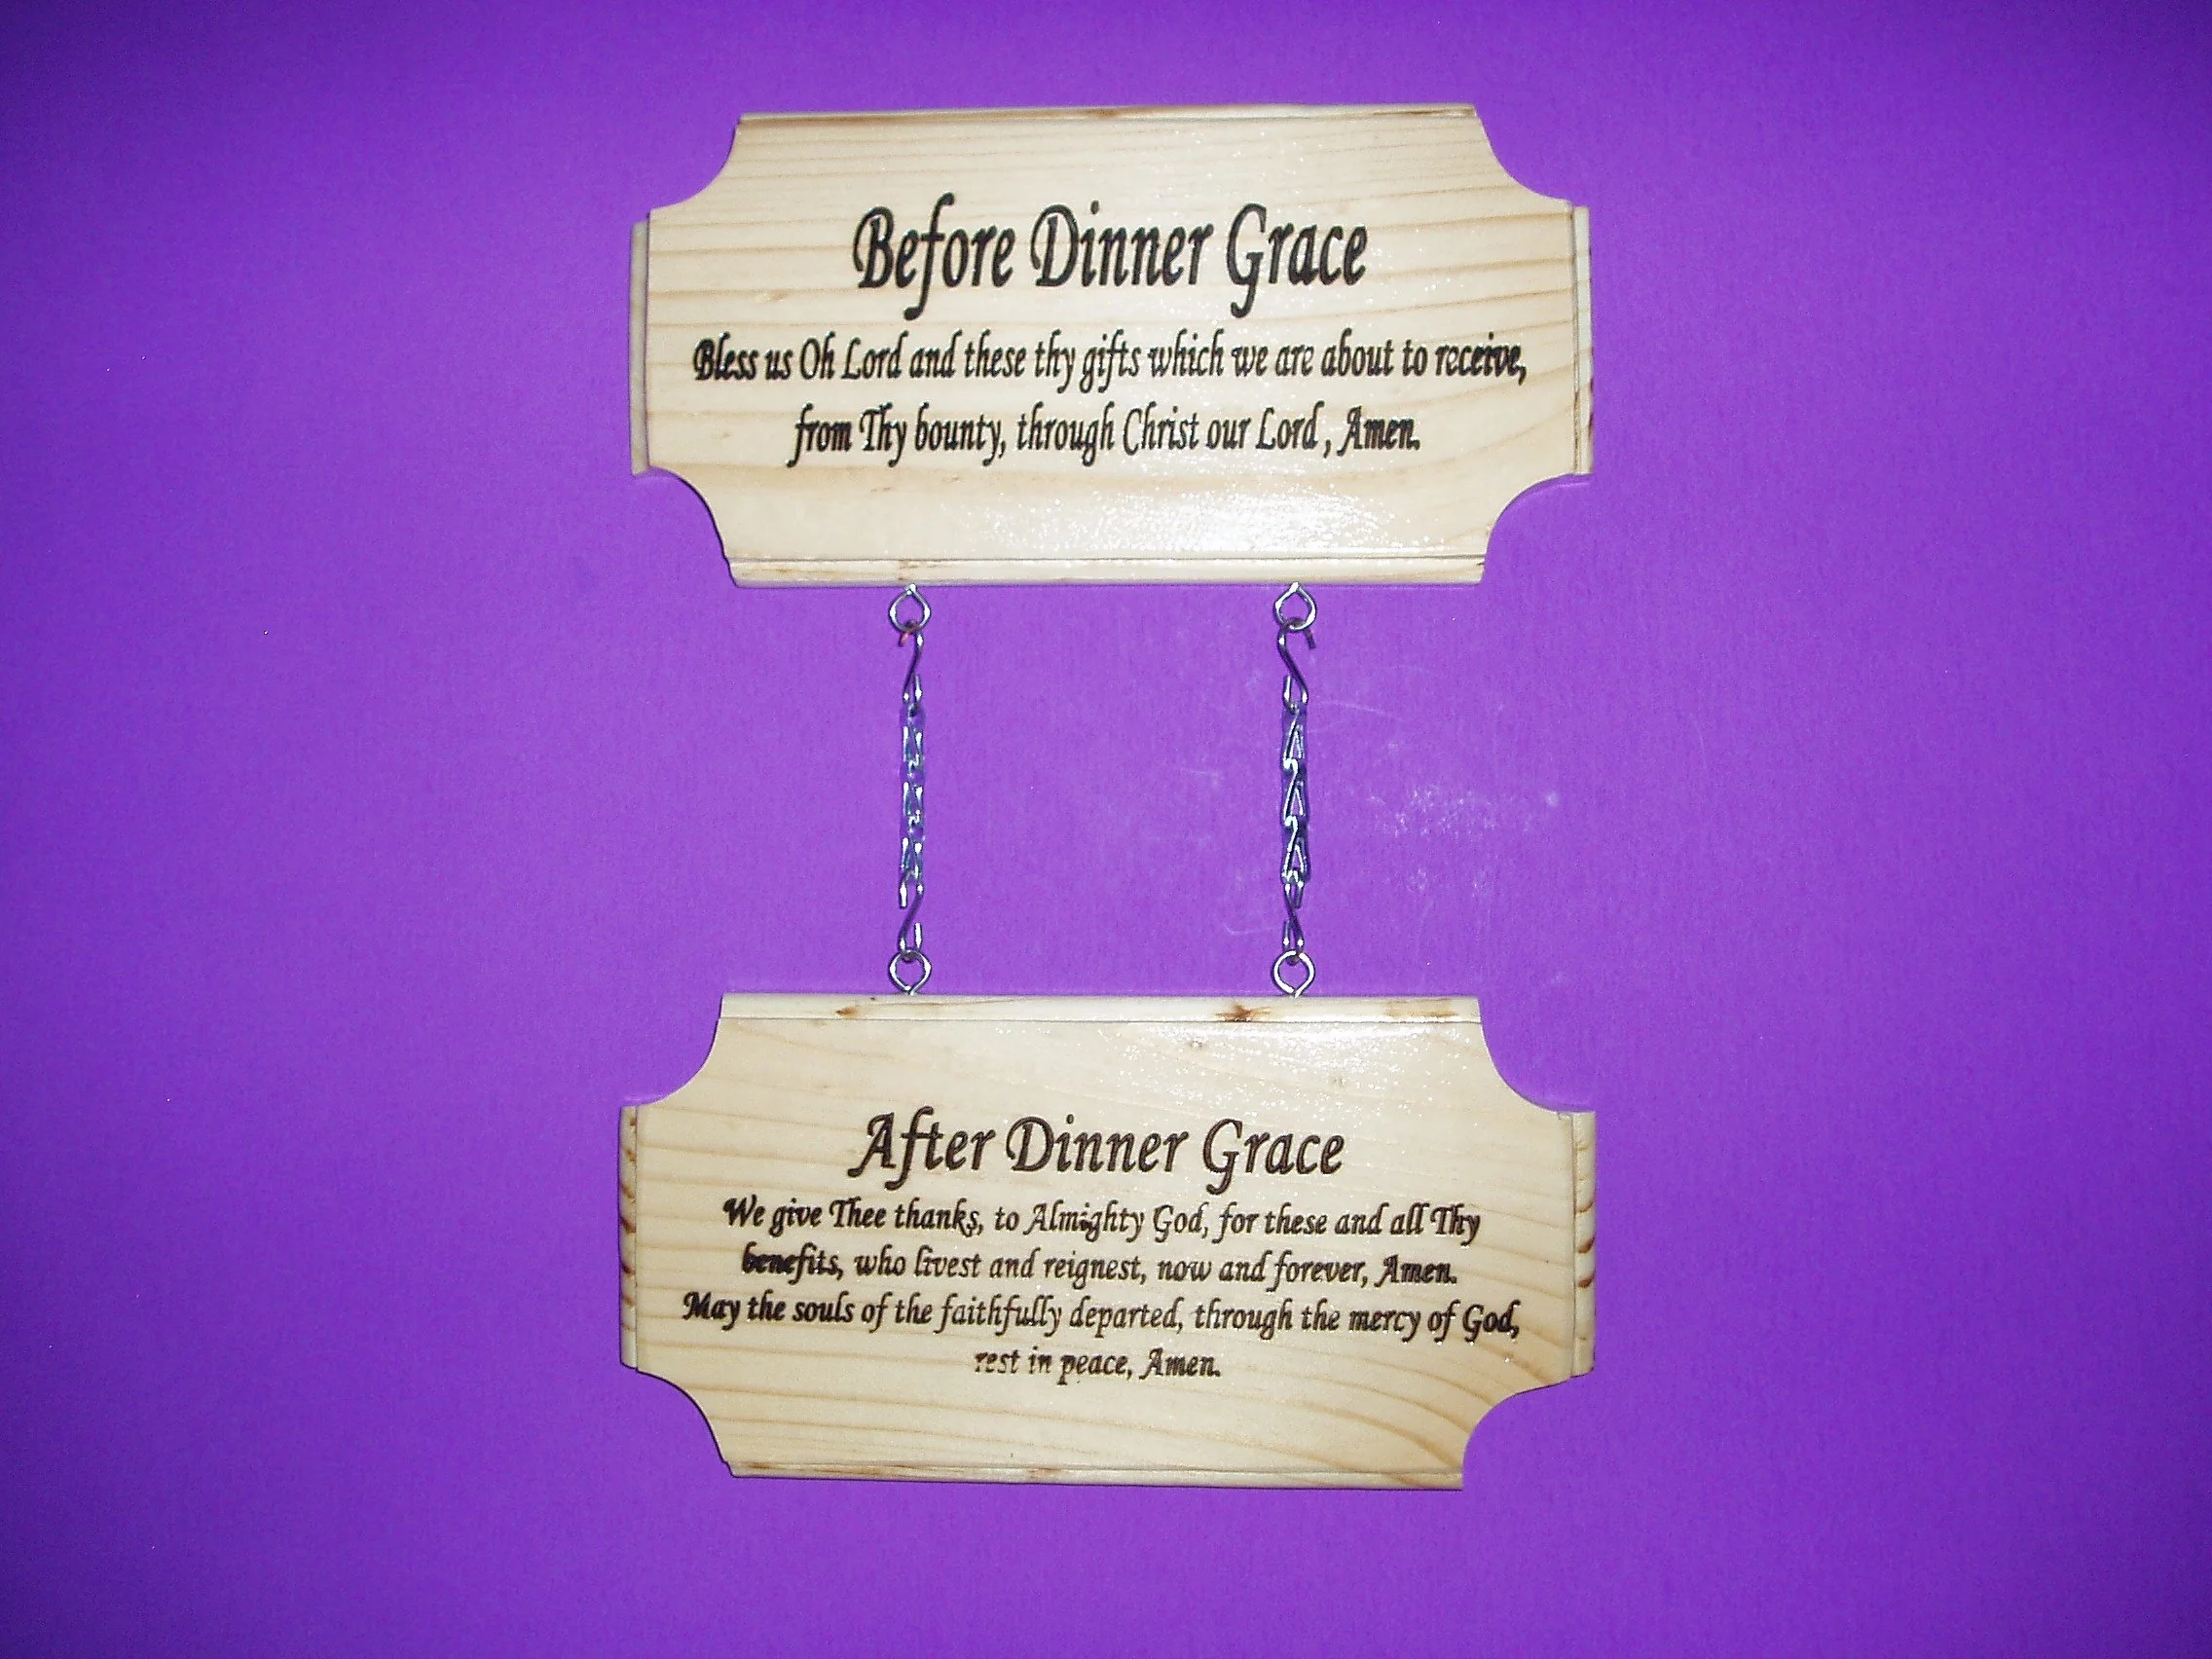 Before Dinner Grace
Bless us Oh Lord and these thy gifts which we are about to receive,
from Thy bounty, through Christ our Lord , Amen.
After Dinner Grace
We give Thee thanks, to Almighty God, for these and all Thy
benefits, who livest and reignest, now and forever, Amen.
May the souls of the faithfully departed, through the mercy of God,
rest in peace, Amen.